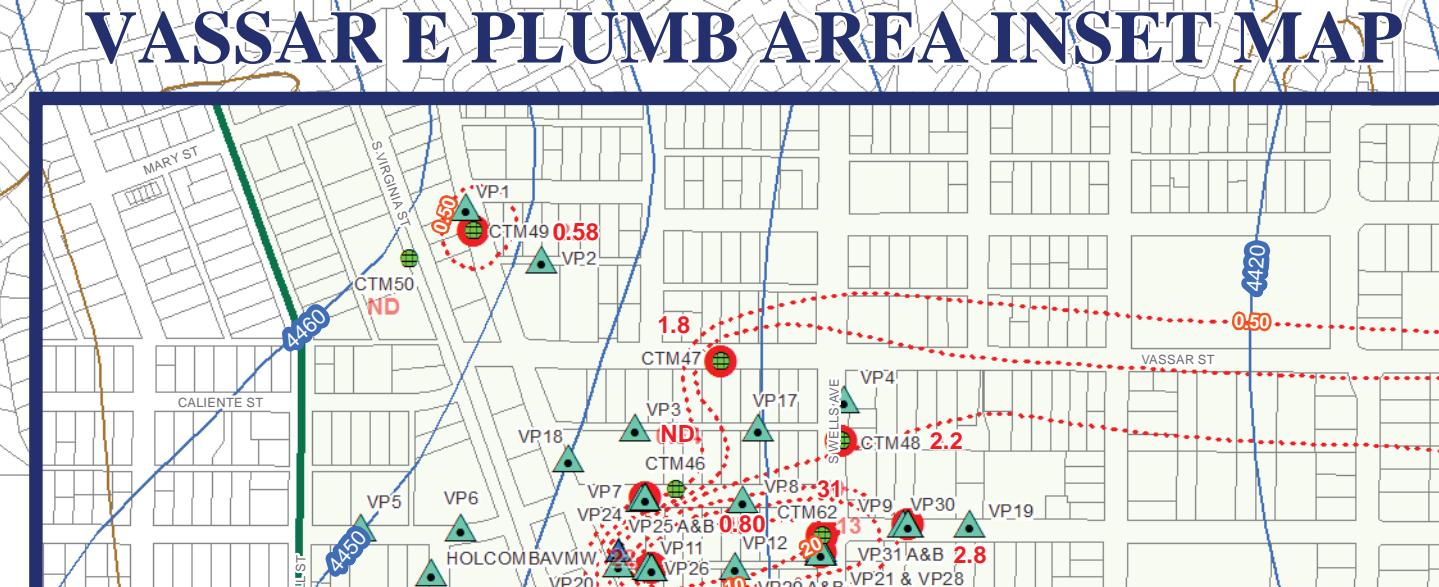 VASSAR E PLUMB AREA INSET MAP
MARY ST
S VIRGINIA ST
VP1
0.50
CTM49 0.58
VP2
CTM50
ND
4460
4420
1.8
0.50
CTM47
VASSAR ST
CALIENTE ST
VP4
S WELLS AVE
VP3
VP17
ND
VP18
CTM48 2.2
CTM46
VP7
VP8
31
VP5
VP6
VP24
VP25 A&B
0.80
CTM62
13
VP9
VP30
VP19
4450
HOLCOMBAVMW
VP11
VP12
20
VP31 A&B 2.8
VP26
VP20
10
VP21 & VP28